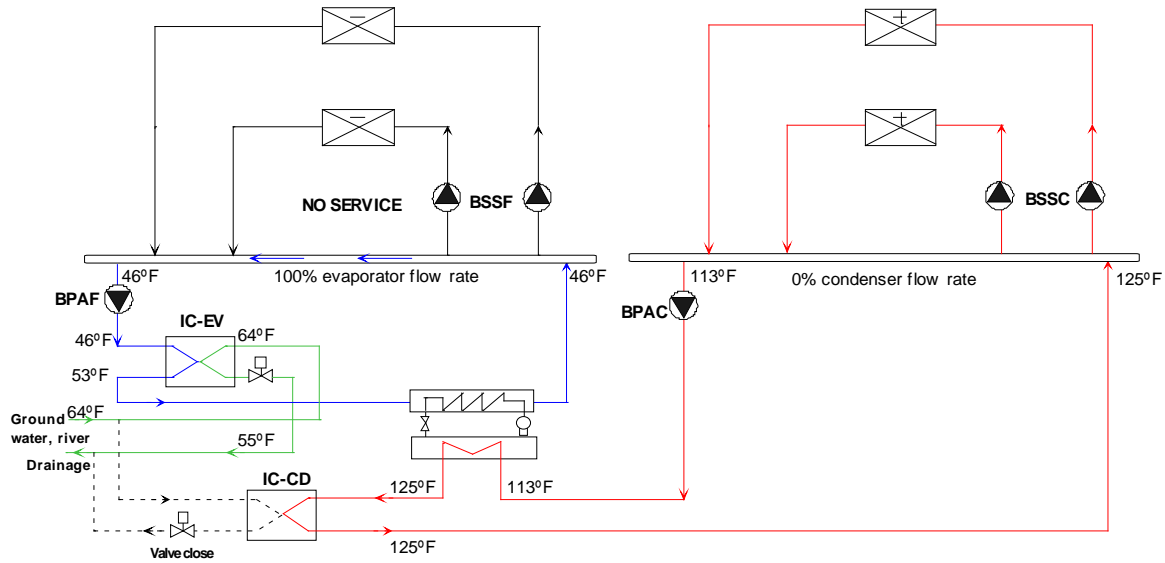 NO SERVICE
BSSF
BSSC
46ºF
100% evaporator flow rate
46ºF
113ºF
0% condenser flow rate
125ºF
BPAF
BPAC
IC-EV
46ºF
64ºF
53ºF
64ºF
Ground
water, river
55ºF
Drainage
IC-CD
125ºF
113ºF
125ºF
Valve close